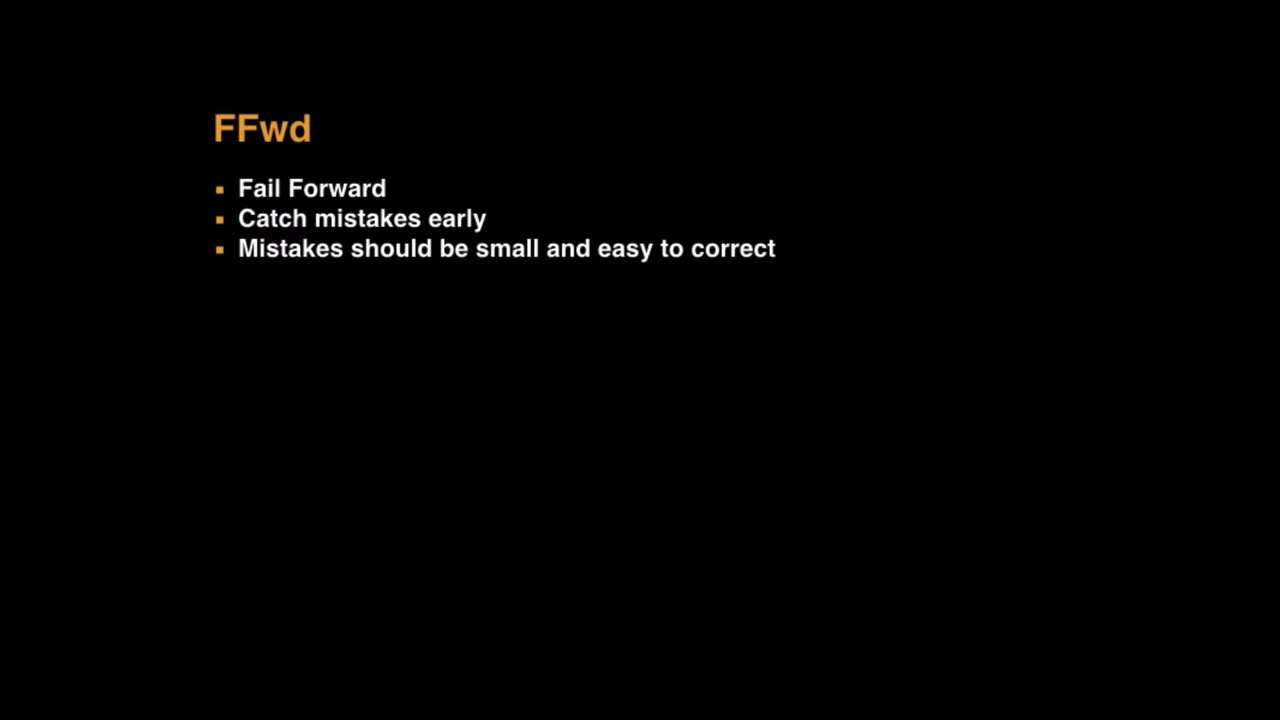 FFwd
Fail Forward
Catch mistakes early
Mistakes should be small and easy to correct